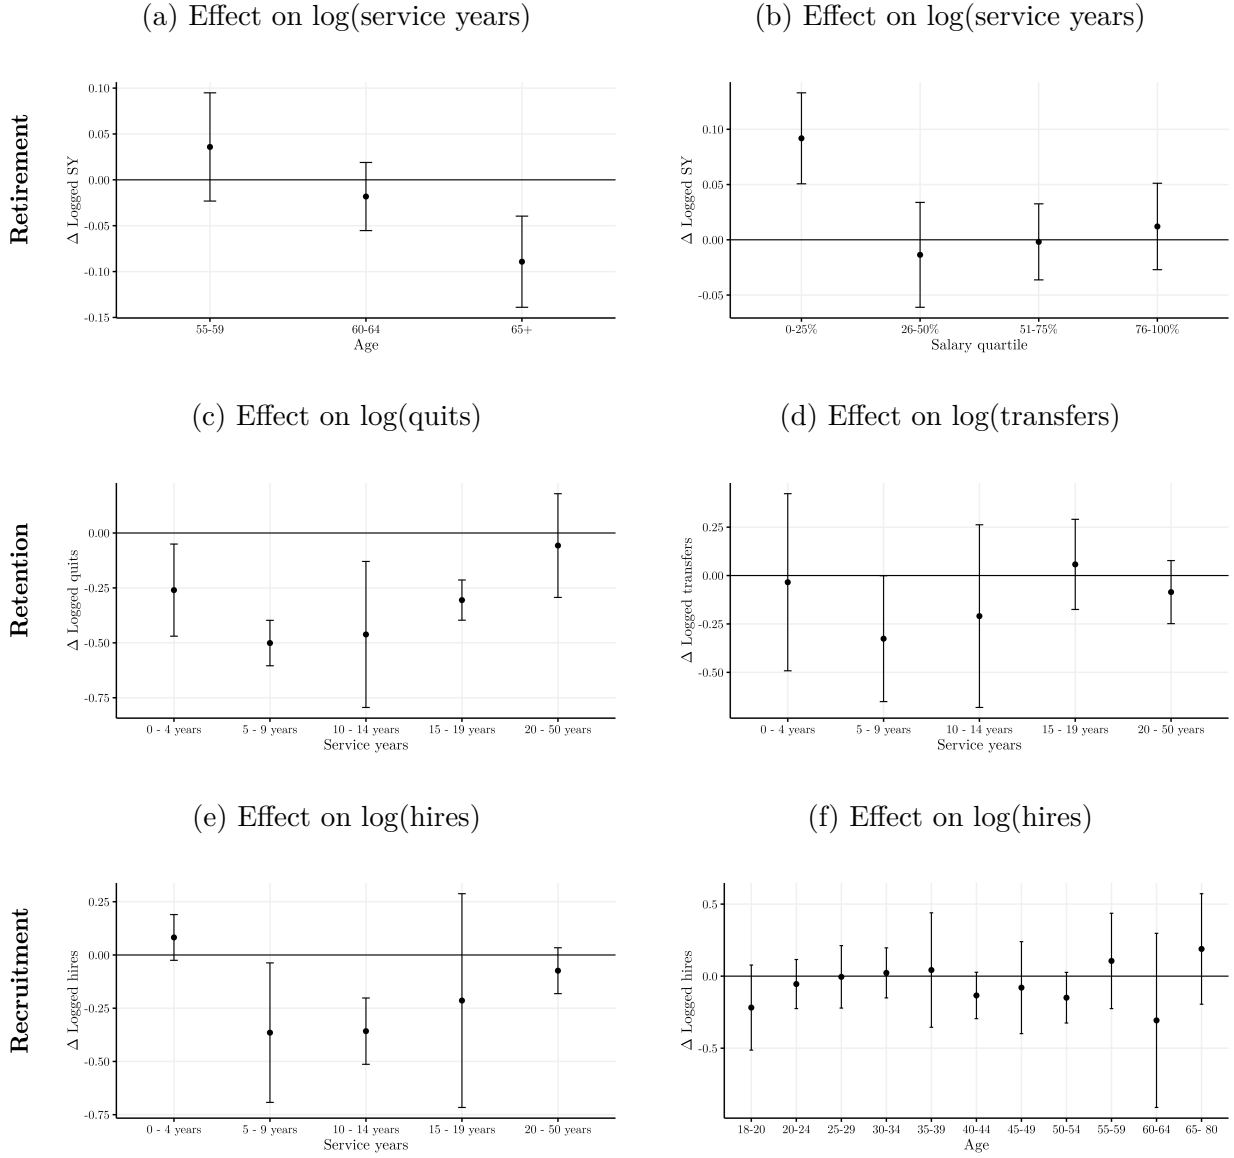 (a) Effect on log(service years)
(b) Effect on log(service years)
Retirement
Δ Logged SY
0.10
0.05
0.00
-0.05
-0.10
-0.15
55-59
60-64
65+
Age
Δ Logged SY
0.10
0.05
0.00
-0.05
0-25%
26-50%
51-75%
76-100%
Salary quartile
(c) Effect on log(quits)
(d) Effect on log(transfers)
Retention
Δ Logged quits
0.00
-0.25
-0.50
-0.75
0 - 4 years
5 - 9 years
10 - 14 years
15 - 19 years
20 - 50 years
Service years
Δ Logged transfers
0.25
0.00
-0.25
-0.50
0 - 4 years
5 - 9 years
10 - 14 years
15 - 19 years
20 - 50 years
Service years
(e) Effect on log(hires)
(f) Effect on log(hires)
Recruitment
Δ Logged hires
0.25
0.00
-0.25
-0.50
-0.75
0 - 4 years
5 - 9 years
10 - 14 years
15 - 19 years
20 - 50 years
Service years
Δ Logged hires
0.5
0.0
-0.5
18-20
20-24
25-29
30-34
35-39
40-44
45-49
50-54
55-59
60-64
65- 80
Age